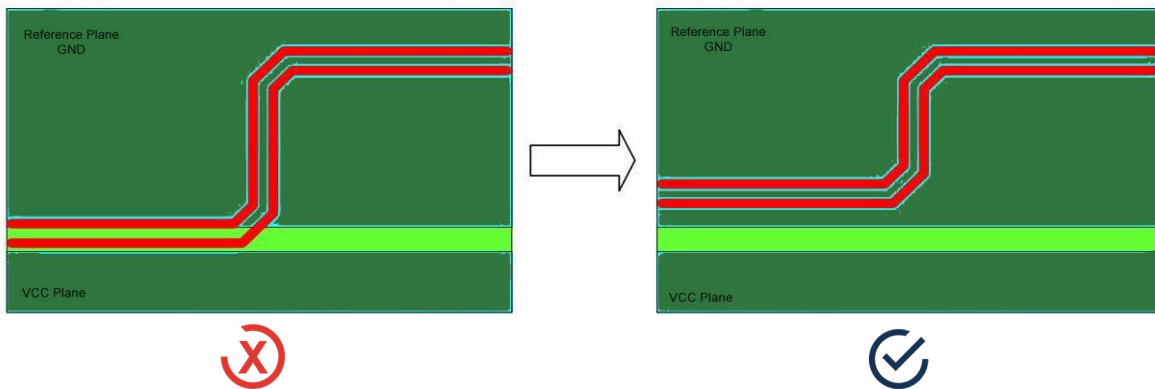 Reference Plane
GND
VCC Plane
Reference Plane
GND
VCC Plane
X